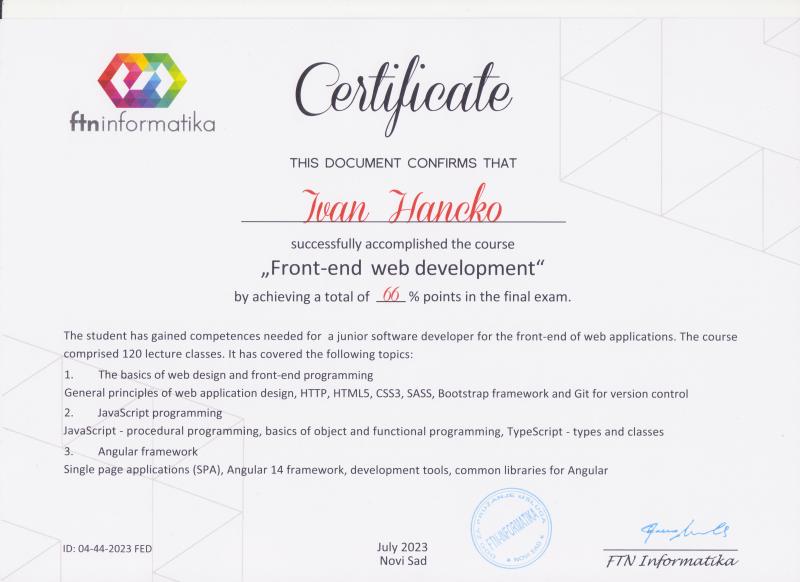 ftninformatika
Certificate
THIS DOCUMENT CONFIRMS THAT
Ivan Hancko
successfully accomplished the course
„Front-end web development“
by achieving a total of 66 % points in the final exam.
The student has gained competences needed for a junior software developer for the front-end of web applications. The course
comprised 120 lecture classes. It has covered the following topics:
1. The basics of web design and front-end programming
General principles of web application design, HTTP, HTML5, CSS3, SASS, Bootstrap framework and Git for version control
2. JavaScript programming
JavaScript - procedural programming, basics of object and functional programming, TypeScript - types and classes
3. Angular framework
Single page applications (SPA), Angular 14 framework, development tools, common libraries for Angular
DOO ZA PRUŽANJE USLUGA
FTN-INFORMATIKA
NOVI SAD
ID: 04-44-2023 FED
July 2023
Novi Sad
FTN Informatika